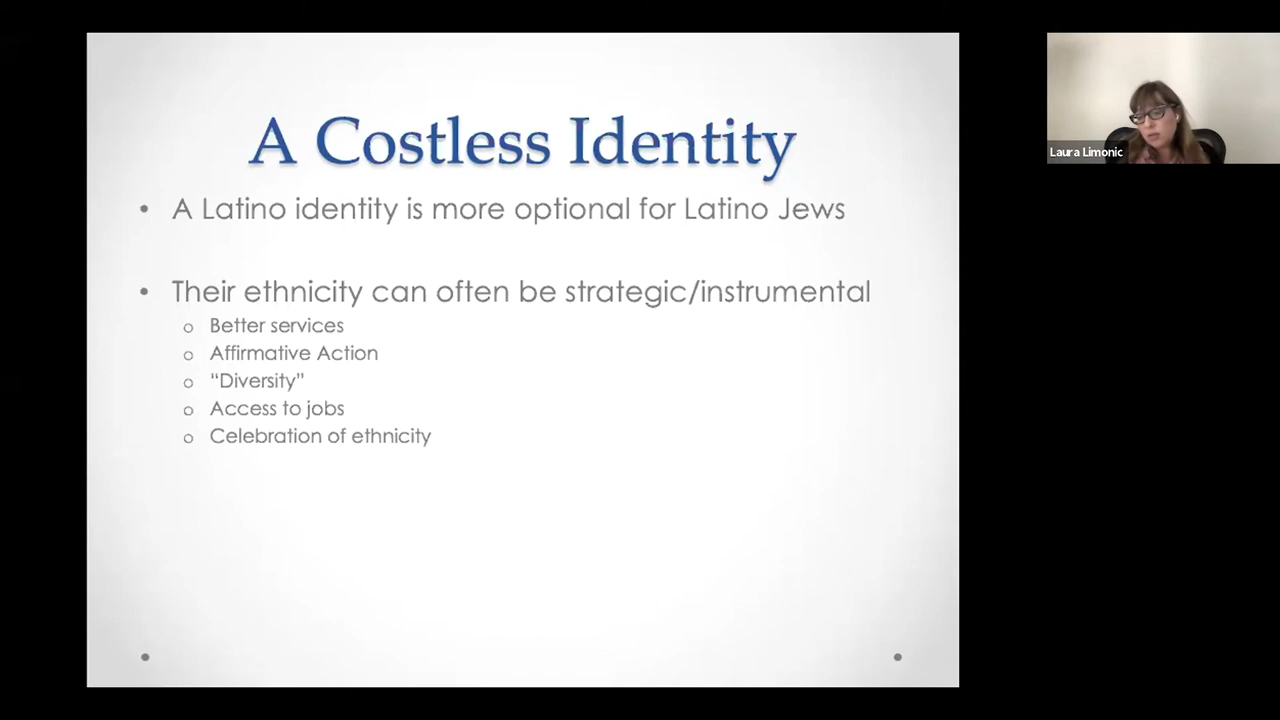 A Costless Identity
• A Latino identity is more optional for Latino Jews
• Their ethnicity can often be strategic/instrumental
o Better services
o Affirmative Action
o “Diversity”
o Access to jobs
o Celebration of ethnicity
Laura Limonic